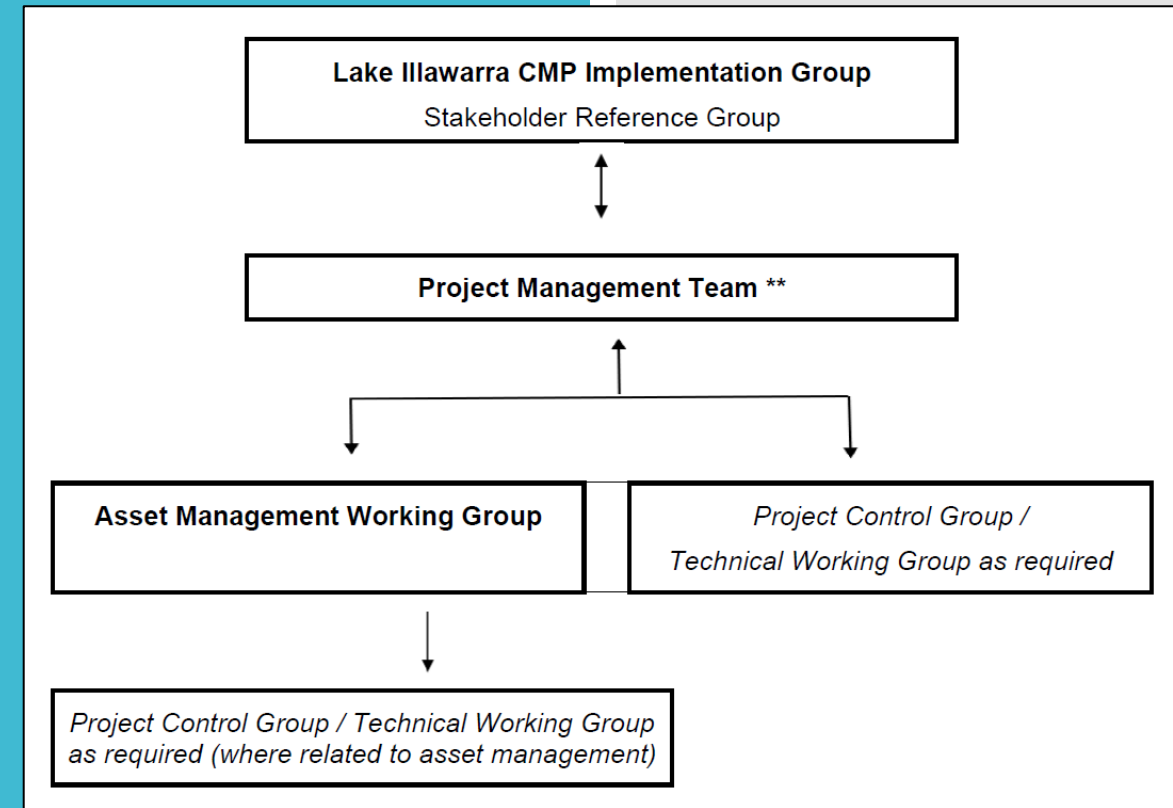 Lake Illawarra CMP Implementation Group
Stakeholder Reference Group
Project Management Team **
Asset Management Working Group
Project Control Group /
Technical Working Group as required
Project Control Group / Technical Working Group
as required (where related to asset management)